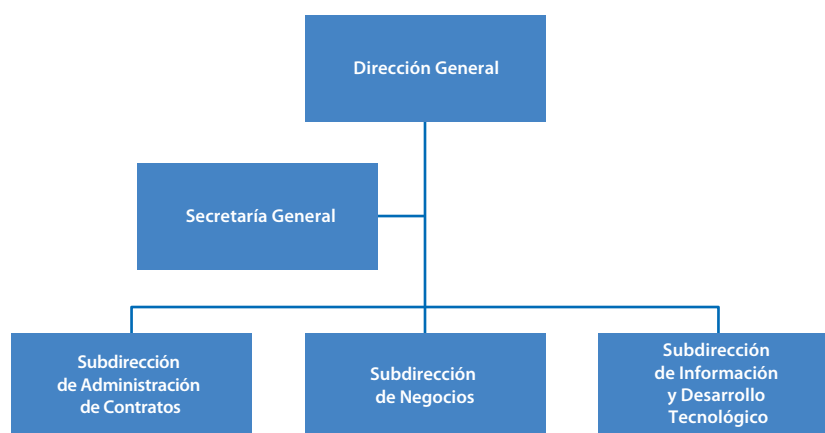 Dirección General
Secretaría General
Subdirección
de Administración
de Contratos
Subdirección
de Negocios
Subdirección
de Información
y Desarrollo
Tecnológico